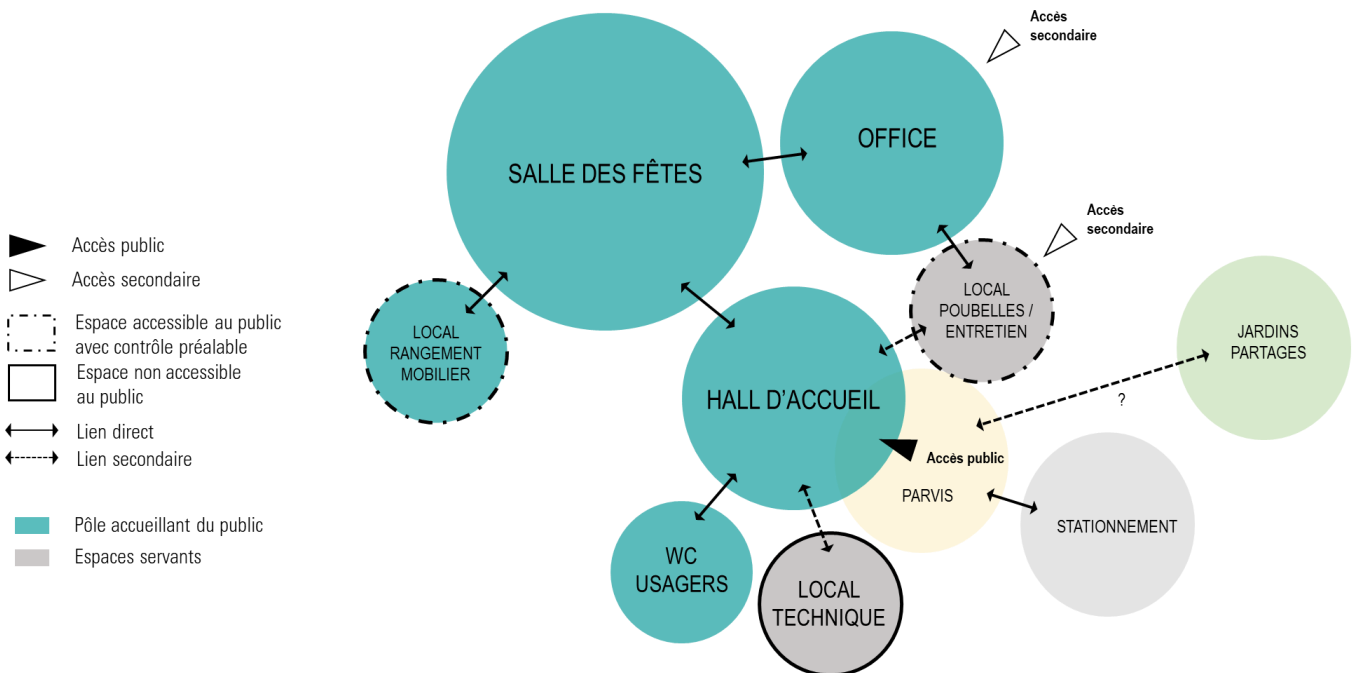 Accès
secondaire
OFFICE
SALLE DES FÊTES
Accès
secondaire
Accès public
Accès secondaire
Espace accessible au public
avec contrôle préalable
Espace non accessible
au public
Lien direct
Lien secondaire
Pôle accueillant du public
Espaces servants
LOCAL
POUBELLES /
ENTRETIEN
LOCAL
RANGEMENT
MOBILIER
JARDINS
PARTAGES
HALL D'ACCUEIL
?
Accès public
PARVIS
STATIONNEMENT
WC
USAGERS
LOCAL
TECHNIQUE